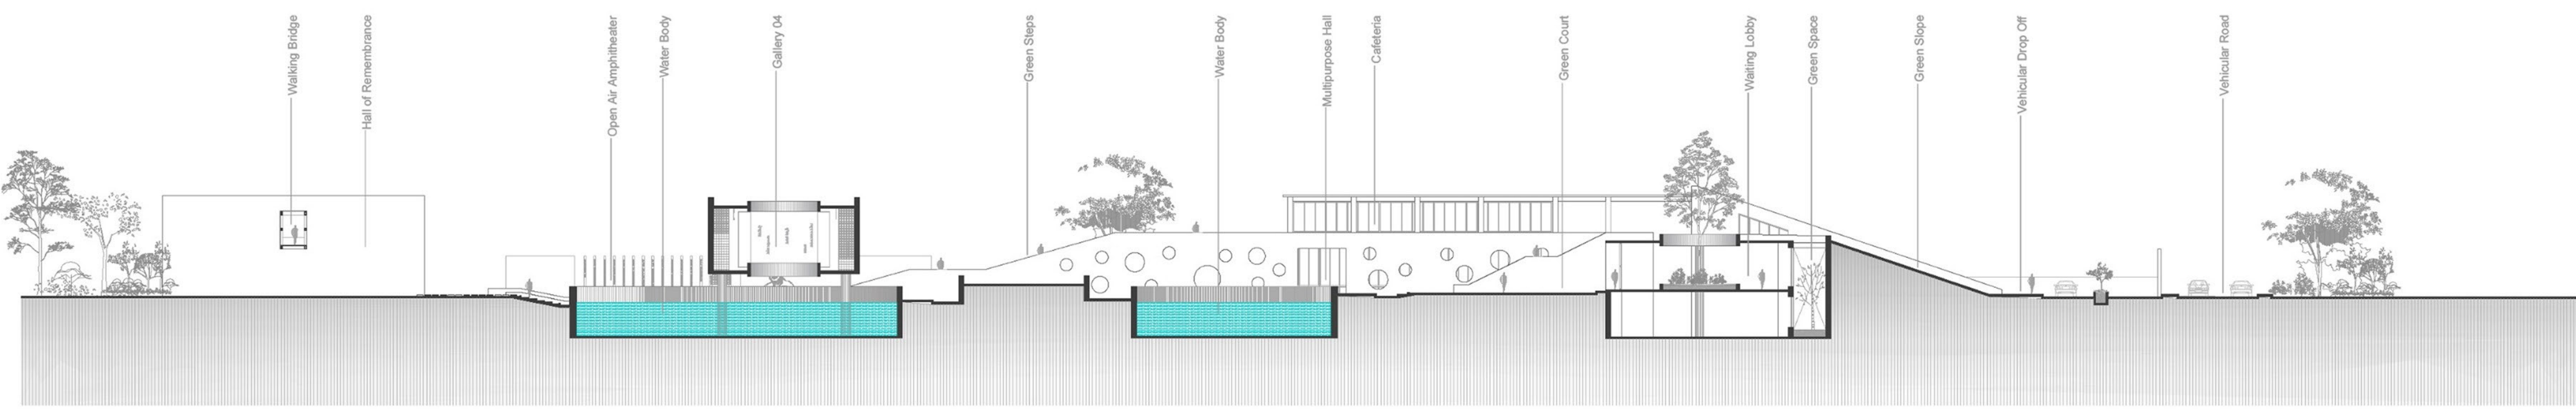 Walking Bridge
Hall of Remembrance
Open Air Amphitheater
Water Body
Gallery 04
Green Steps
Water Body
Multipurpose Hall
Cafeteria
Green Court
Waiting Lobby
Green Space
Green Slope
Vehicular Drop Off
Vehicular Road